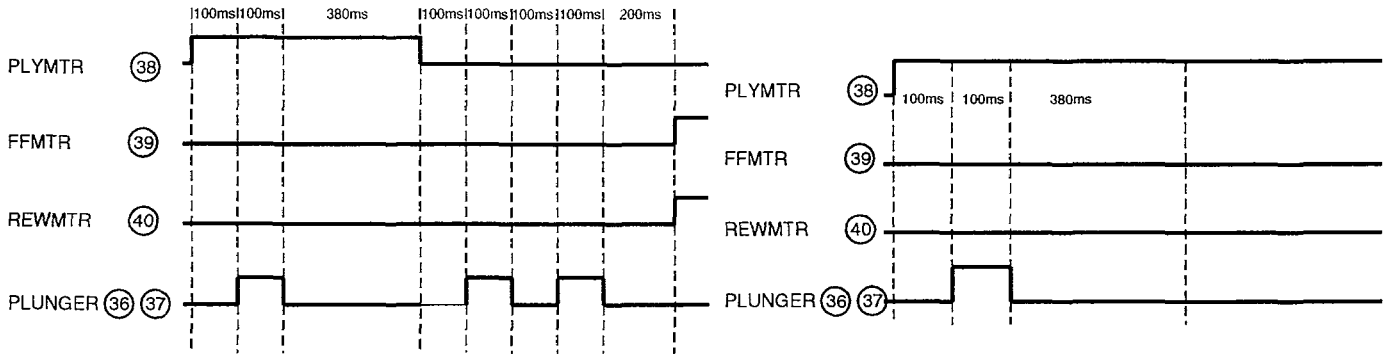 100ms 100ms 380ms 100ms 100ms 100ms 100ms 200ms
PLYMTR 38
FFMTR 39
REWMTR 40
PLUNGER 36 37
PLYMTR 38
100ms 100ms 380ms
FFMTR 39
REWMTR 40
PLUNGER 36 37